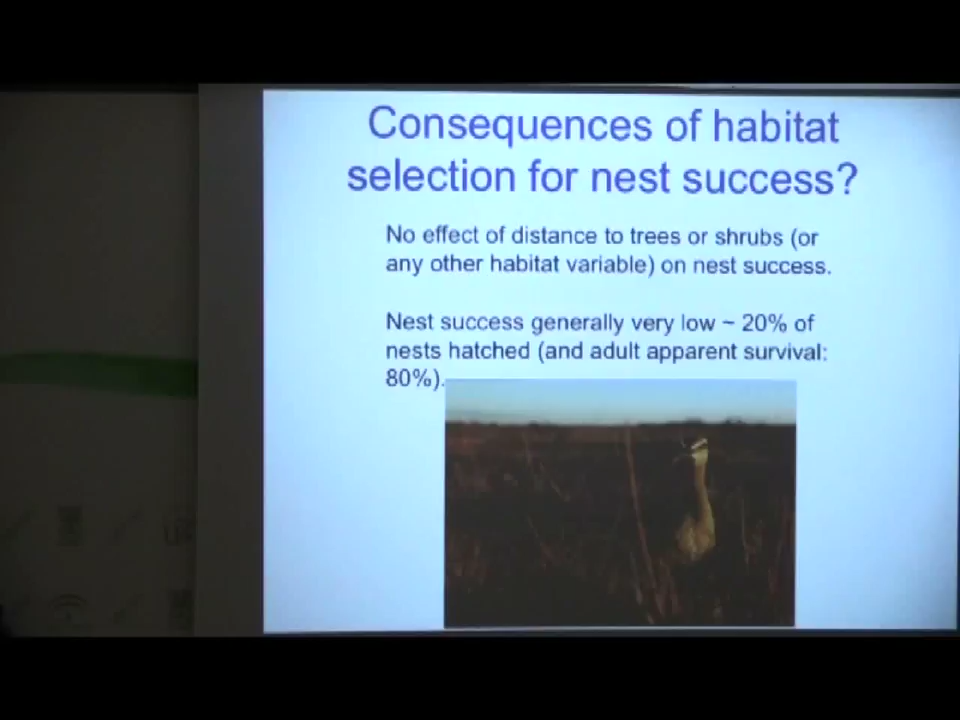 Consequences of habitat
selection for nest success?
No effect of distance to trees or shrubs (or
any other habitat variable) on nest success.
Nest success generally very low ~ 20% of
nests hatched (and adult apparent survival:
80%).